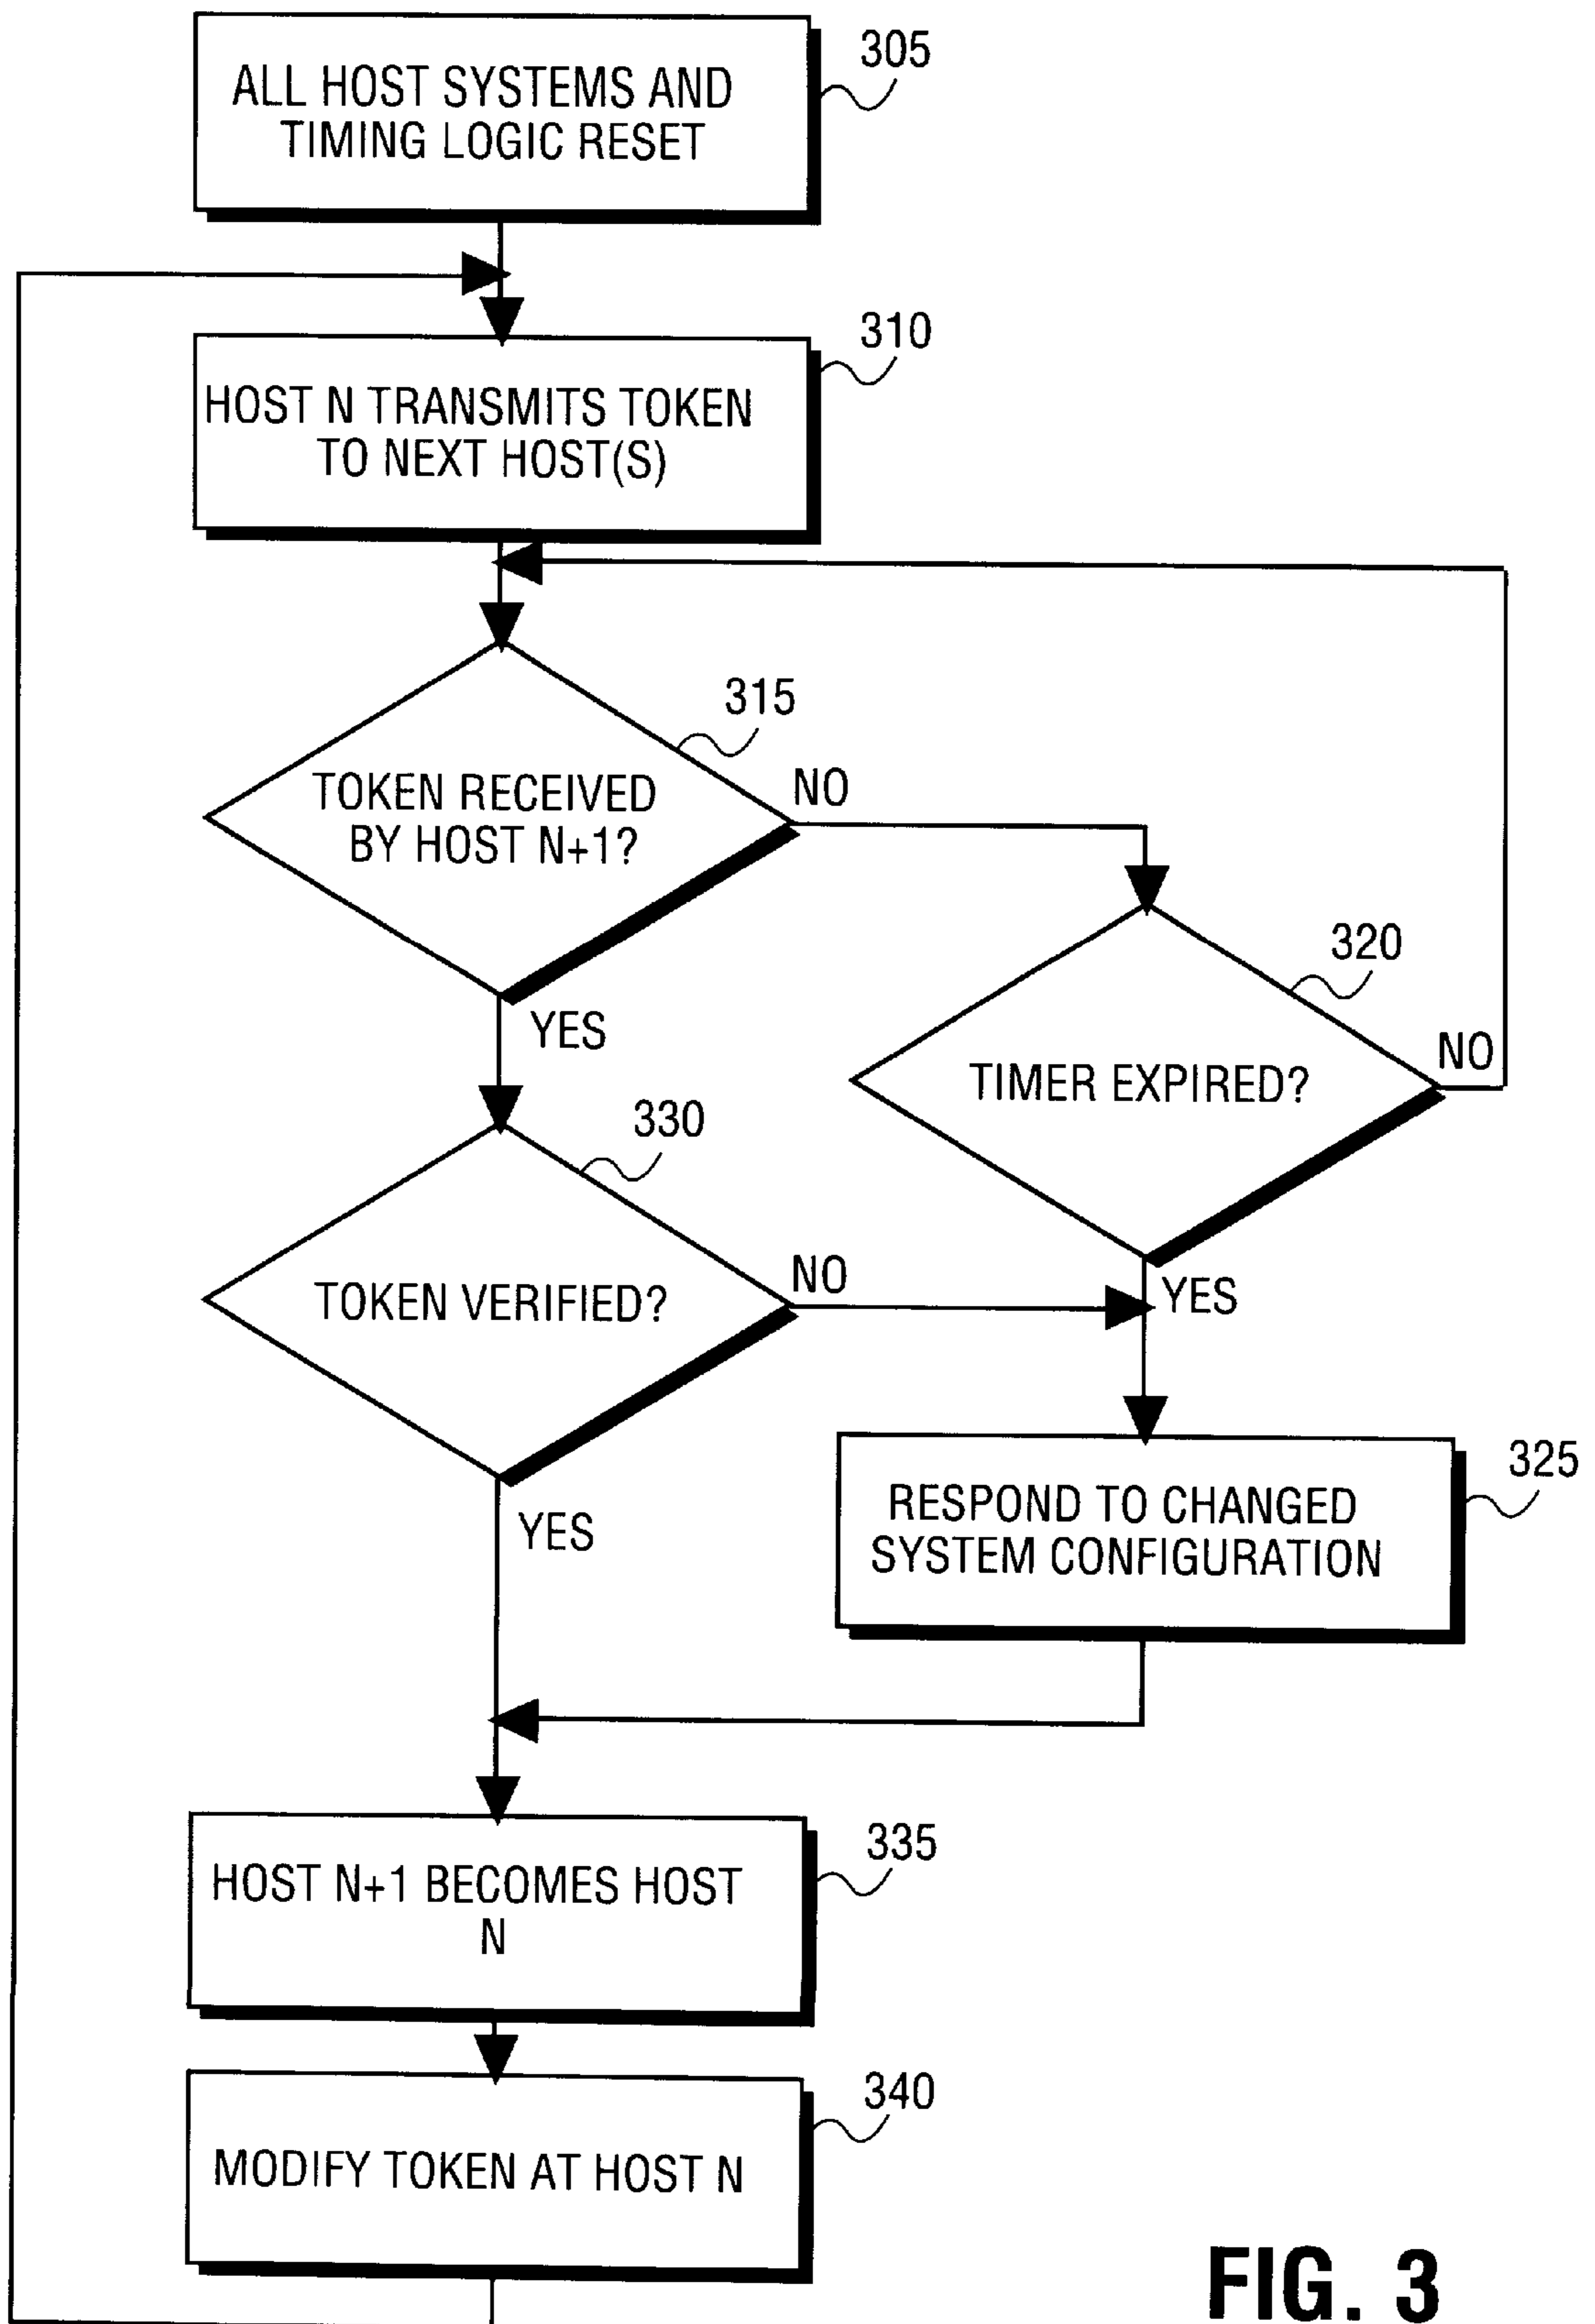 305
ALL HOST SYSTEMS AND
TIMING LOGIC RESET
310
HOST N TRANSMITS TOKEN
TO NEXT HOST(S)
315
TOKEN RECEIVED
BY HOST N+1?
NO
YES
320
TIMER EXPIRED?
NO
YES
330
TOKEN VERIFIED?
NO
YES
325
RESPOND TO CHANGED
SYSTEM CONFIGURATION
335
HOST N+1 BECOMES HOST
N
340
MODIFY TOKEN AT HOST N
FIG. 3